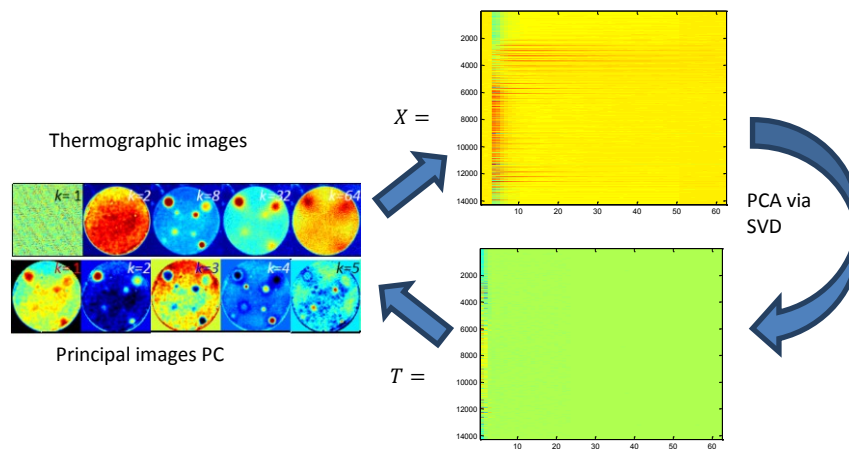 Thermographic images
k=1
k=2
k=8
k=32
k=64
k=1
k=2
k=3
k=4
k=5
Principal images PC
X =
2000
4000
6000
8000
10000
12000
14000
10
20
30
40
50
60
PCA via
SVD
T =
2000
4000
6000
8000
10000
12000
14000
10
20
30
40
50
60